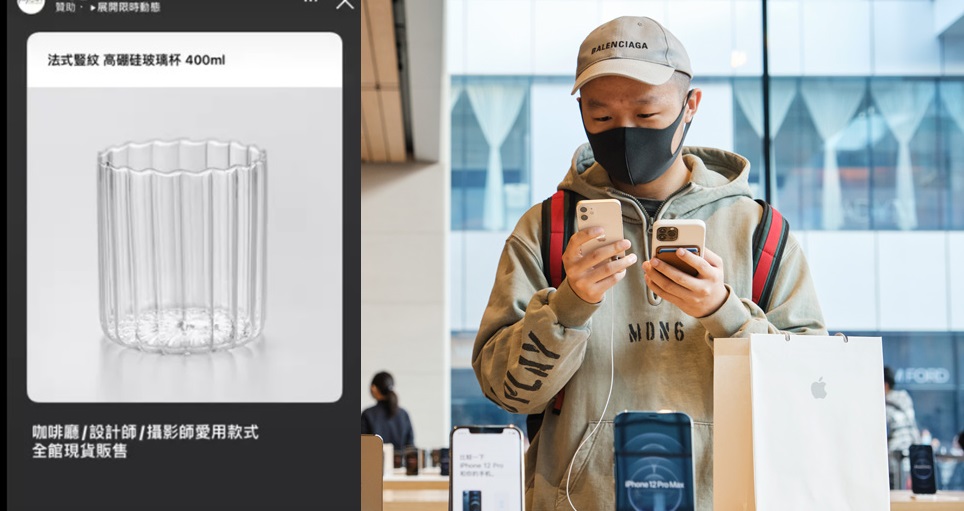 贊助 · ▸展開限時動態
法式豎紋 高硼硅玻璃杯 400ml
咖啡廳/設計師/攝影師愛用款式
全館現貨販售
BALENCIAGA
MDN6
PCNY
FORD
iPhone 12 Pro
iPhone 12 Pro Max